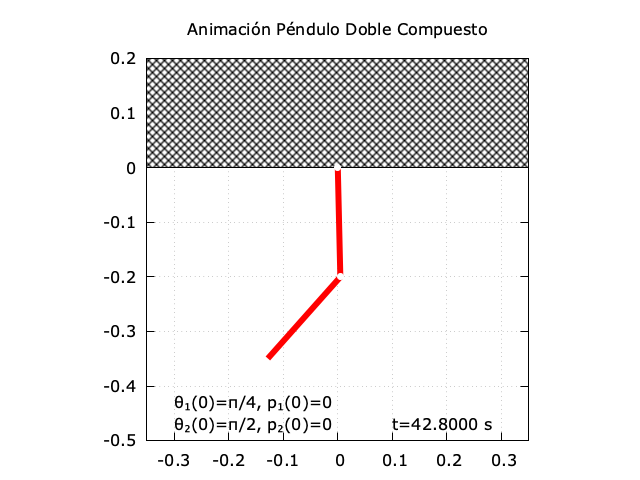 Animación Péndulo Doble Compuesto
0.2
0.1
0
-0.1
-0.2
-0.3
-0.4
-0.5
θ₁(0)=π/4, p₁(0)=0
θ₂(0)=π/2, p₂(0)=0 t=42.8000 s
-0.3 -0.2 -0.1 0 0.1 0.2 0.3